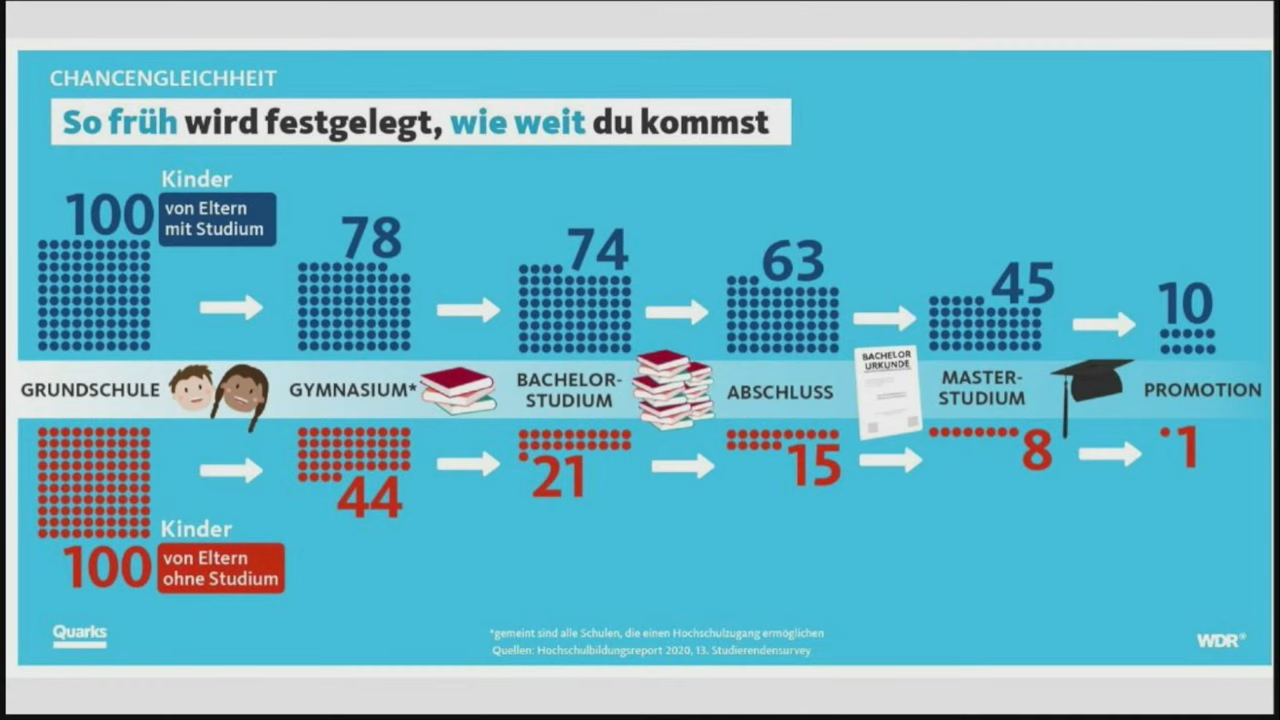 CHANCENGLEICHHEIT
So früh wird festgelegt, wie weit du kommst
100
Kinder
von Eltern
mit Studium
78
74
63
45
10
GRUNDSCHULE
GYMNASIUM*
BACHELOR-
STUDIUM
ABSCHLUSS
BACHELOR
URKUNDE
MASTER-
STUDIUM
PROMOTION
44
21
15
8
1
100
Kinder
von Eltern
ohne Studium
Quarks
*gemeint sind alle Schulen, die einen Hochschulzugang ermöglichen
Quellen: Hochschulbildungsreport 2020, 13. Studierendensurvey
WDR®